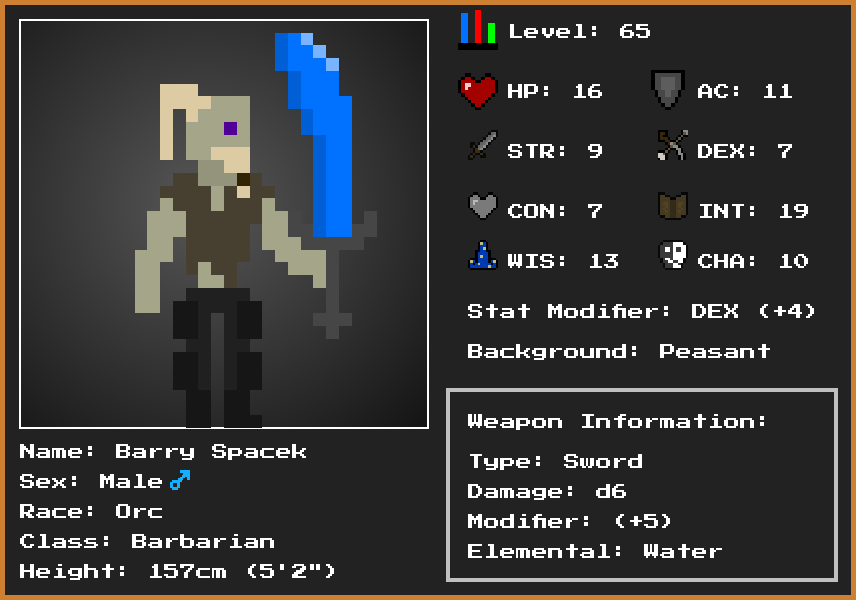 Level: 65
HP: 16 AC: 11
STR: 9 DEX: 7
CON: 7 INT: 19
WIS: 13 CHA: 10
Stat Modifier: DEX (+4)
Background: Peasant
Weapon Information:
Type: Sword
Damage: d6
Modifier: (+5)
Elemental: Water
Name: Barry Spacek
Sex: Male♂
Race: Orc
Class: Barbarian
Height: 157cm (5'2")